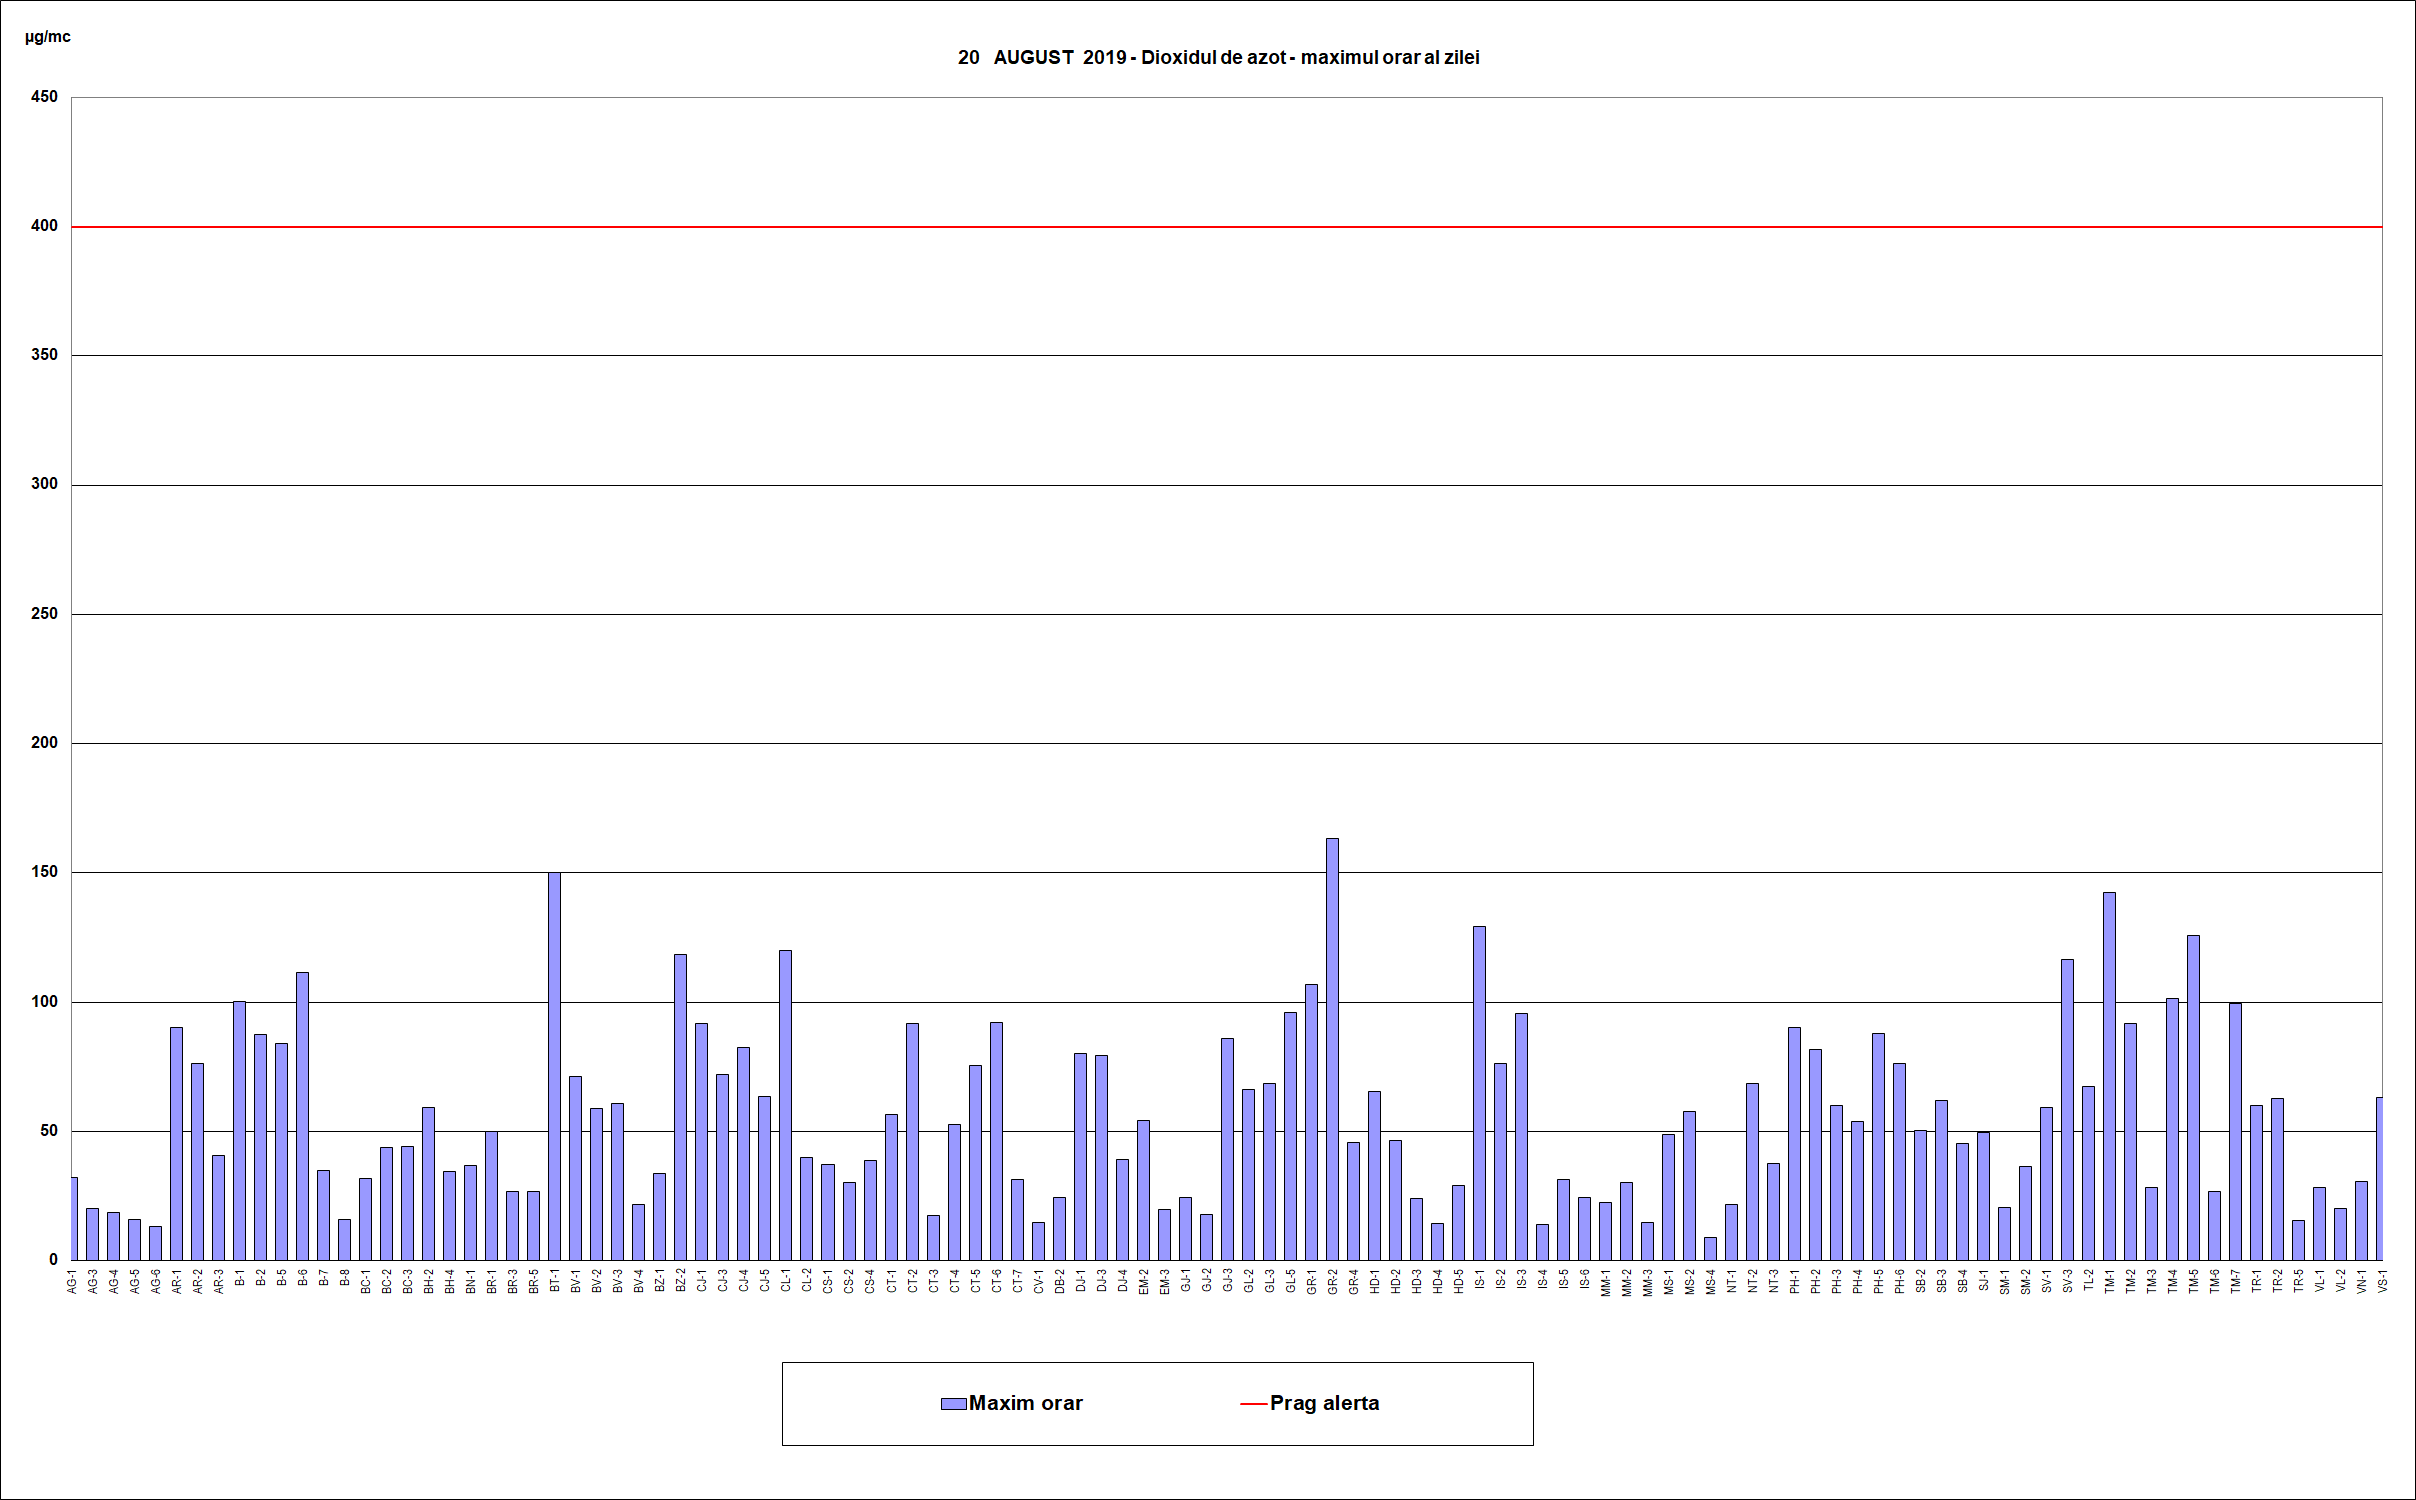 µg/mc
20 AUGUST 2019 - Dioxidul de azot - maximul orar al zilei
450
400
350
300
250
200
150
100
50
0
AG-1 AG-3 AG-4 AG-5 AG-6 AR-1 AR-2 AR-3 B-1 B-2 B-5 B-6 B-7 B-8 BC-1 BC-2 BC-3 BH-2 BH-4 BN-1 BR-1 BR-3 BR-5 BT-1 BV-1 BV-2 BV-3 BV-4 BZ-1 BZ-2 CJ-1 CJ-3 CJ-4 CJ-5 CL-1 CL-2 CS-1 CS-2 CS-4 CT-1 CT-2 CT-3 CT-4 CT-5 CT-6 CT-7 CV-1 DB-2 DJ-1 DJ-3 DJ-4 EM-2 EM-3 GJ-1 GJ-2 GJ-3 GL-2 GL-3 GL-5 GR-1 GR-2 GR-4 HD-1 HD-2 HD-3 HD-4 HD-5 IS-1 IS-2 IS-3 IS-4 IS-5 IS-6 MM-1 MM-2 MM-3 MS-1 MS-2 MS-4 NT-1 NT-2 NT-3 PH-1 PH-2 PH-3 PH-4 PH-5 PH-6 SB-2 SB-3 SB-4 SJ-1 SM-1 SM-2 SV-1 SV-3 TL-2 TM-1 TM-2 TM-3 TM-4 TM-5 TM-6 TM-7 TR-1 TR-2 TR-5 VL-1 VL-2 VN-1 VS-1
Maxim orar Prag alerta